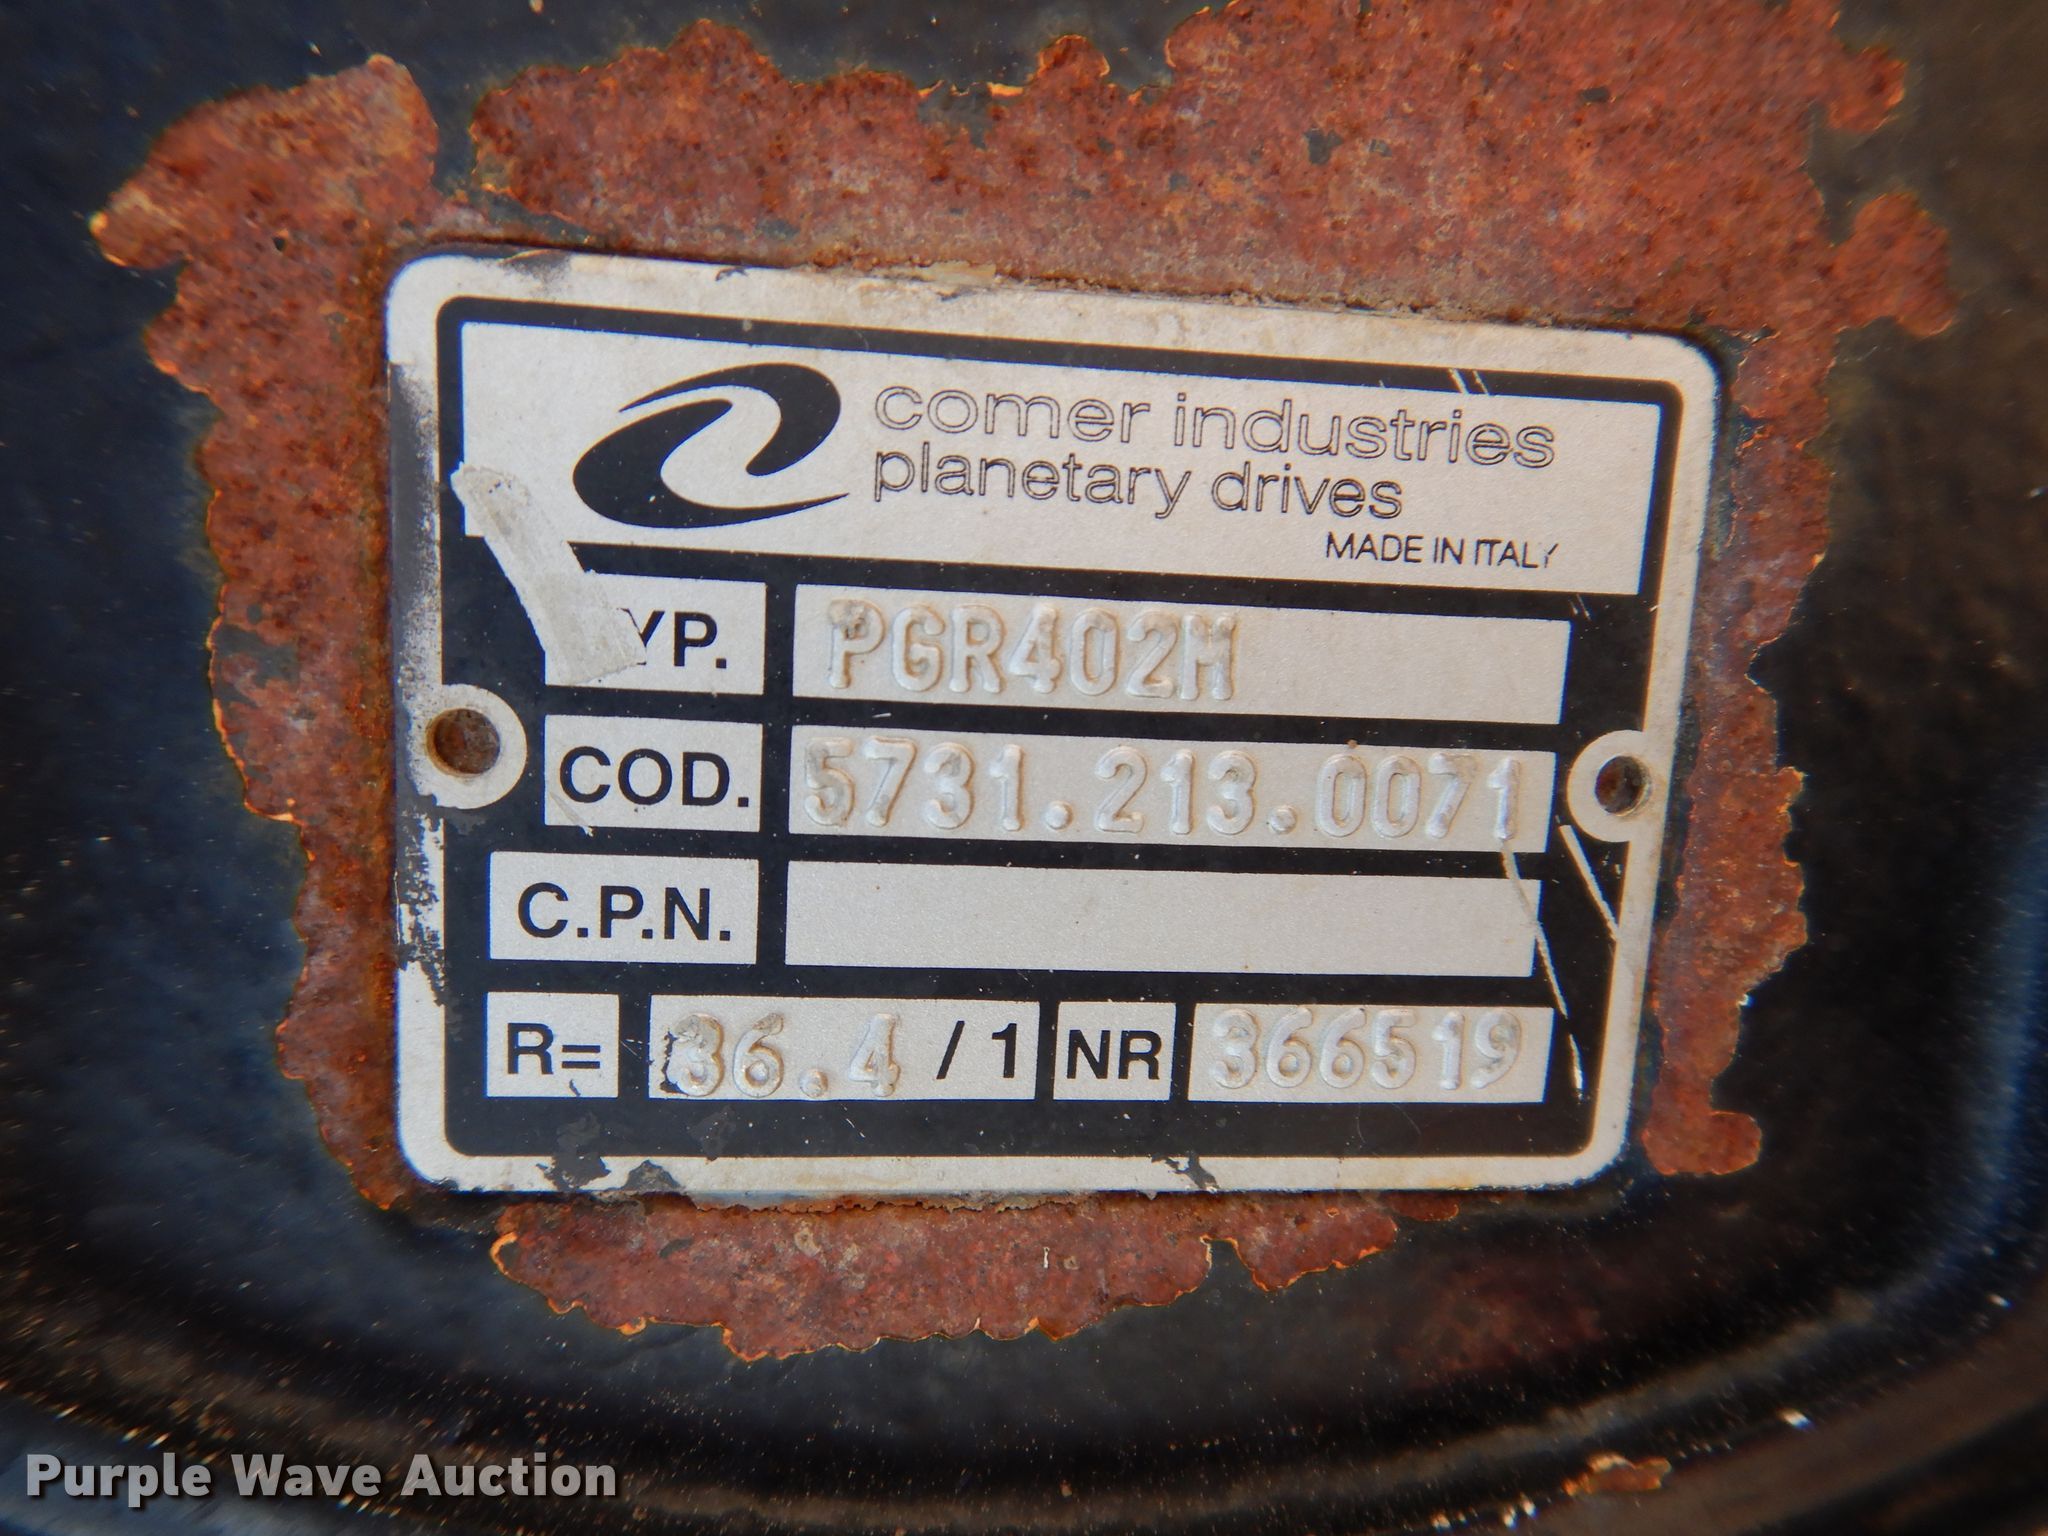 comer industries
planetary drives
MADE IN ITALY
TYP. PGR402M
COD. 5731.213.0071
C.P.N.
R= 36.4 / 1 NR 366519
Purple Wave Auction